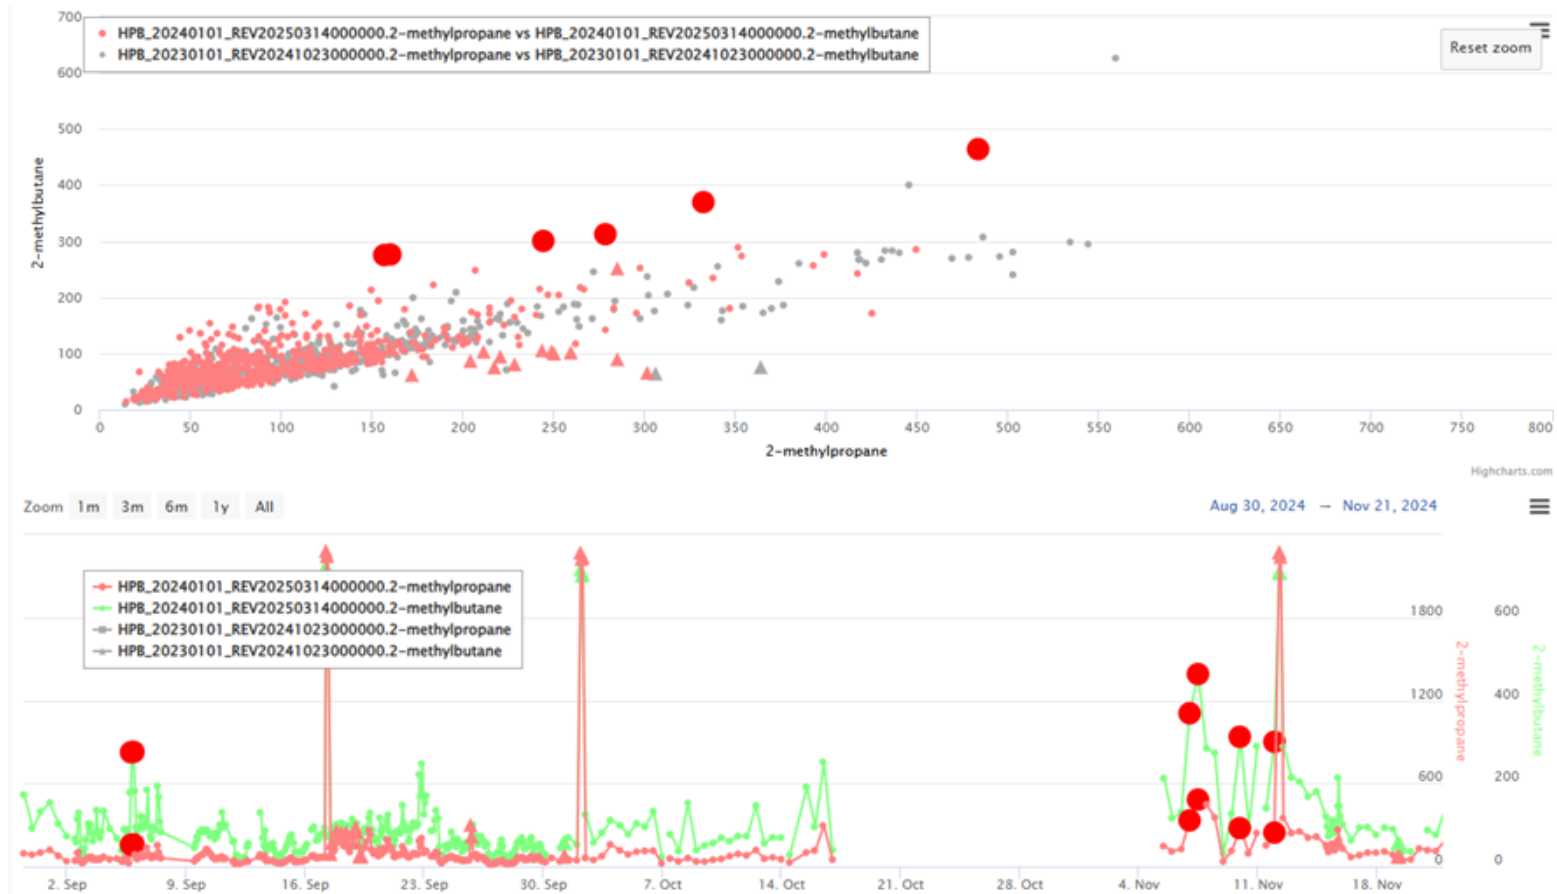 700
HPB_20240101_REV20250314000000.2-methylpropane vs HPB_20240101_REV20250314000000.2-methylbutane
HPB_20230101_REV20241023000000.2-methylpropane vs HPB_20230101_REV20241023000000.2-methylbutane
Reset zoom
600
500
400
300
200
100
0
2-methylbutane
0 50 100 150 200 250 300 350 400 450 500 550 600 650 700 750 800
2-methylpropane
Highcharts.com
Zoom 1m 3m 6m 1y All
Aug 30, 2024 → Nov 21, 2024
HPB_20240101_REV20250314000000.2-methylpropane
HPB_20240101_REV20250314000000.2-methylbutane
HPB_20230101_REV20241023000000.2-methylpropane
HPB_20230101_REV20241023000000.2-methylbutane
1800 600
1200 400
600 200
0 0
2-methylpropane
2-methylbutane
2. Sep 9. Sep 16. Sep 23. Sep 30. Sep 7. Oct 14. Oct 21. Oct 28. Oct 4. Nov 11. Nov 18. Nov